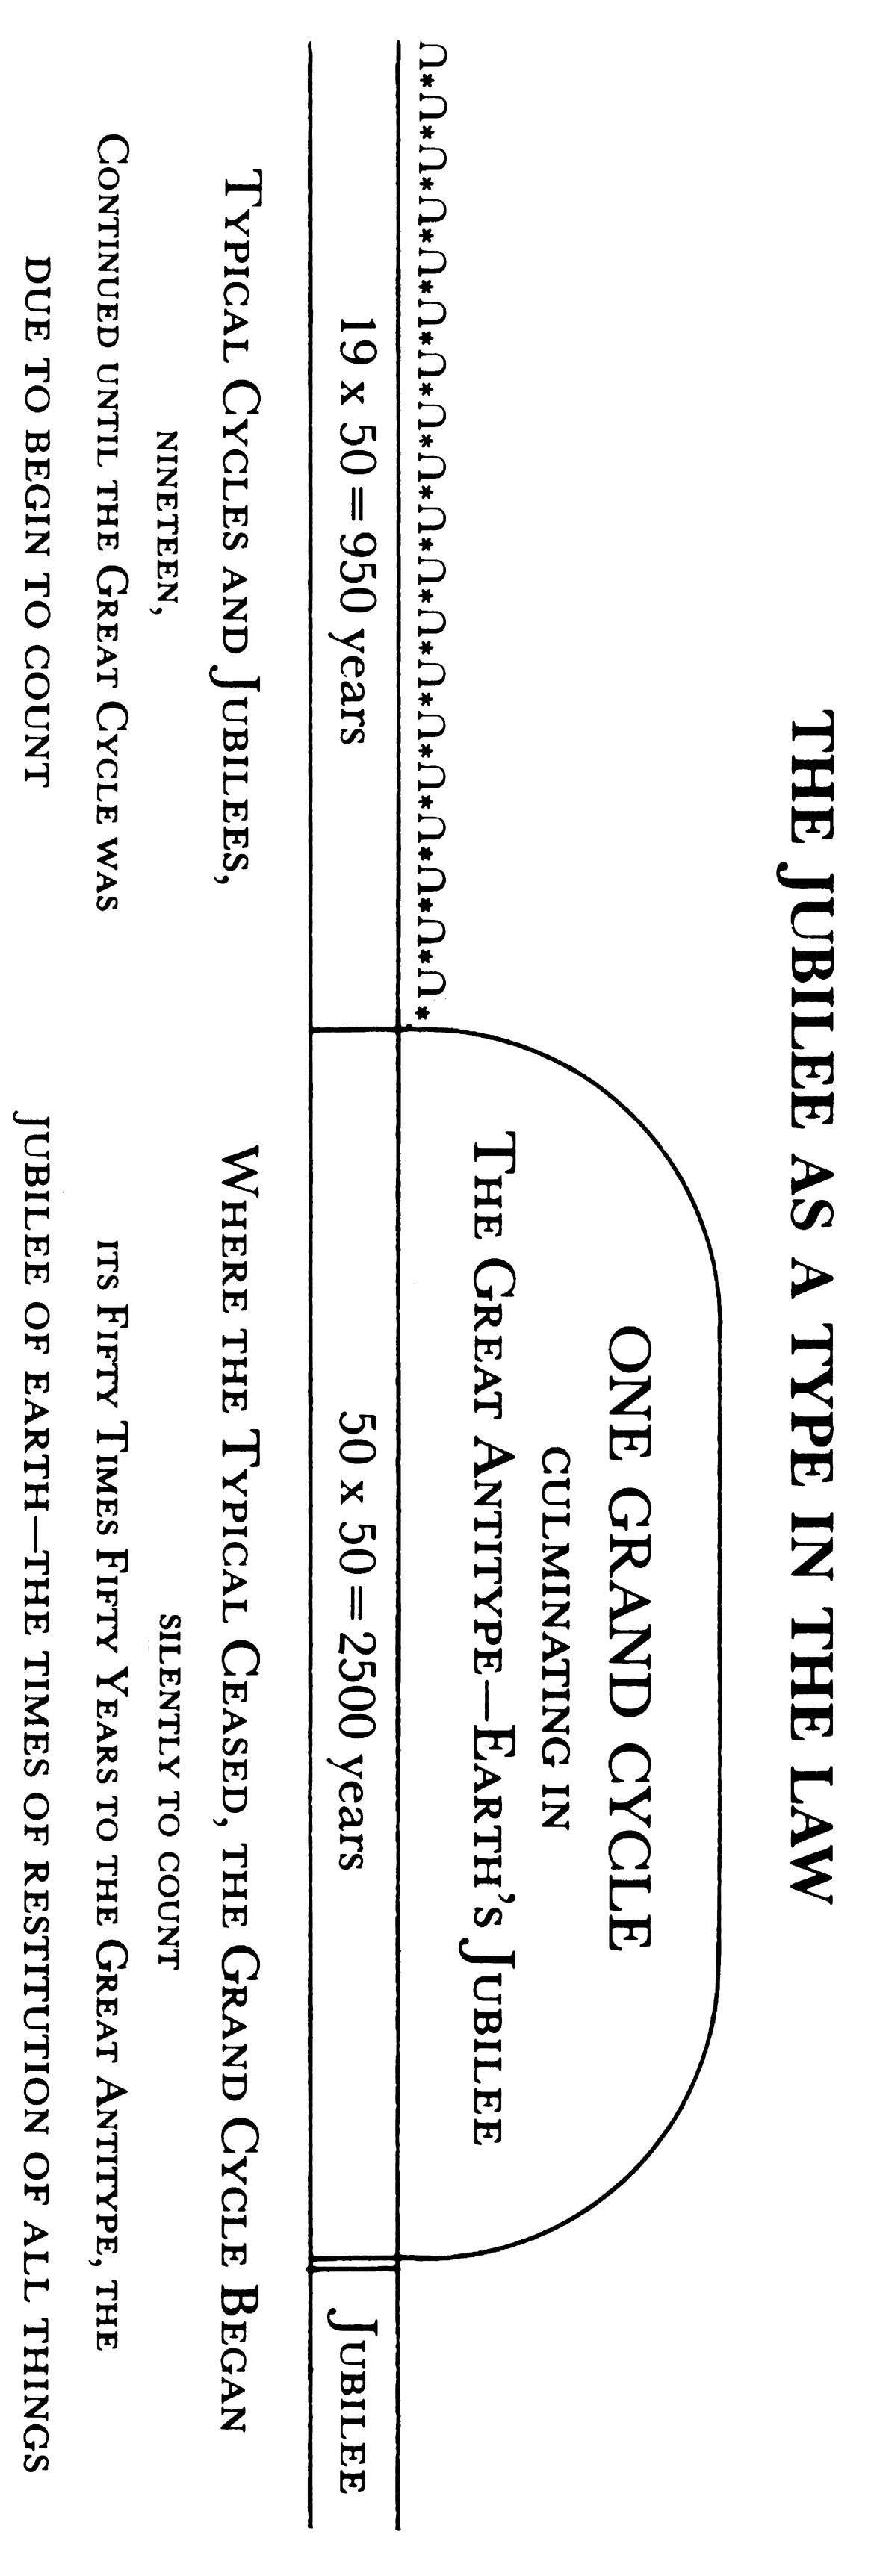 THE JUBILEE AS A TYPE IN THE LAW
ONE GRAND CYCLE
CULMINATING IN
THE GREAT ANTITYPE—EARTH'S JUBILEE
19 x 50=950 years
50 x 50=2500 years
JUBILEE
TYPICAL CYCLES AND JUBILEES,
NINETEEN,
CONTINUED UNTIL THE GREAT CYCLE WAS
DUE TO BEGIN TO COUNT
WHERE THE TYPICAL CEASED, THE GRAND CYCLE BEGAN
SILENTLY TO COUNT
ITS FIFTY TIMES FIFTY YEARS TO THE GREAT ANTITYPE, THE
JUBILEE OF EARTH—THE TIMES OF RESTITUTION OF ALL THINGS